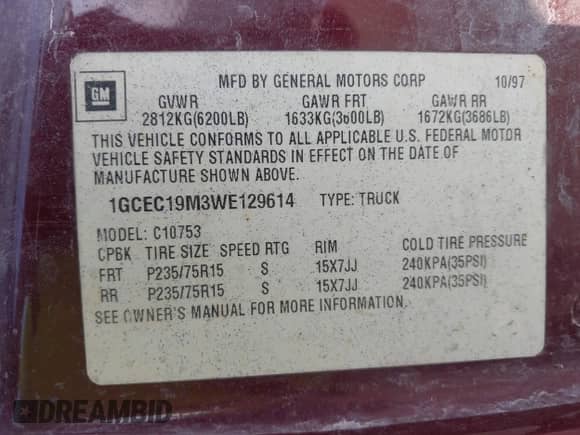 GM
MFD BY GENERAL MOTORS CORP 10/97
GVWR GAWR FRT GAWR RR
2812KG(6200LB) 1633KG(3600LB) 1672KG(3686LB)
THIS VEHICLE CONFORMS TO ALL APPLICABLE U.S. FEDERAL MOTOR
VEHICLE SAFETY STANDARDS IN EFFECT ON THE DATE OF
MANUFACTURE SHOWN ABOVE.
1GCEC19M3WE129614 TYPE: TRUCK
MODEL: C10753
CPBK TIRE SIZE SPEED RTG RIM COLD TIRE PRESSURE
FRT P235/75R15 S 15X7JJ 240KPA(35PSI)
RR P235/75R15 S 15X7JJ 240KPA(35PSI)
SEE OWNER'S MANUAL FOR MORE INFORMATION.
DREAMBID